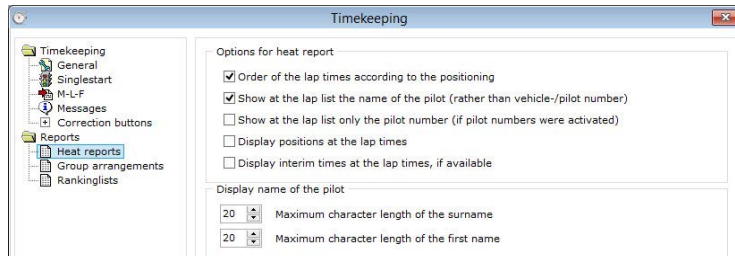 Timekeeping
Timekeeping
General
Singlestart
M-L-F
Messages
Correction buttons
Reports
Heat reports
Group arrangements
Rankinglists
Options for heat report
Order of the lap times according to the positioning
Show at the lap list the name of the pilot (rather than vehicle-/pilot number)
Show at the lap list only the pilot number (if pilot numbers were activated)
Display positions at the lap times
Display interim times at the lap times, if available
Display name of the pilot
20 Maximum character length of the surname
20 Maximum character length of the first name